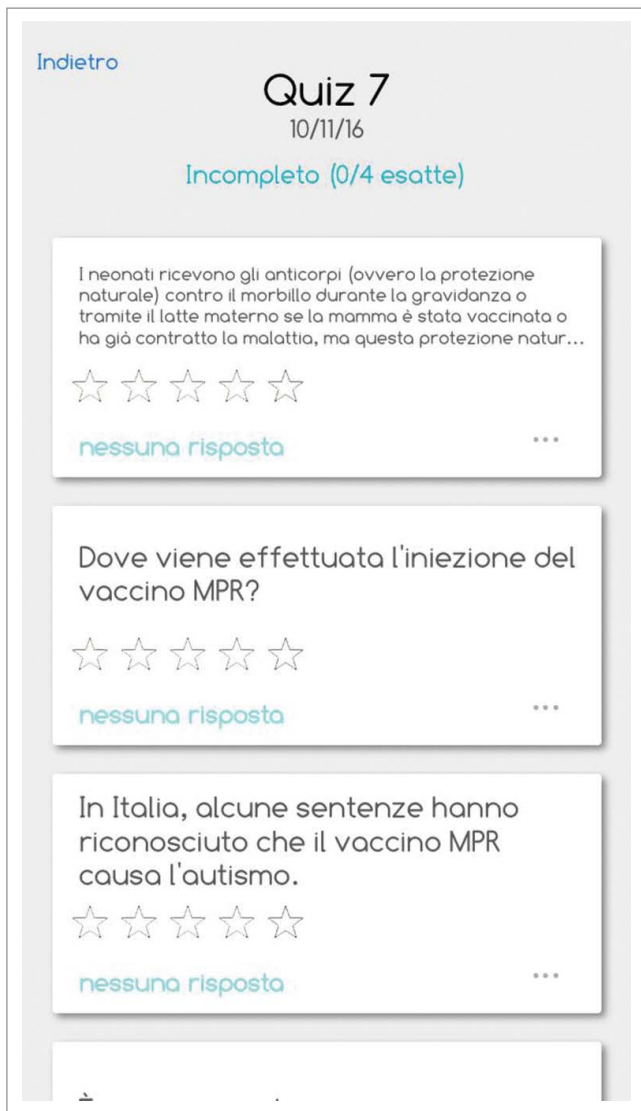 Indietro
Quiz 7
10/11/16
Incompleto (0/4 esatte)
I neonati ricevono gli anticorpi (ovvero la protezione
naturale) contro il morbillo durante la gravidanza o
tramite il latte materno se la mamma è stata vaccinata o
ha già contratto la malattia, ma questa protezione natur...
nessuna risposta
Dove viene effettuata l'iniezione del
vaccino MPR?
nessuna risposta
In Italia, alcune sentenze hanno
riconosciuto che il vaccino MPR
causa l'autismo.
nessuna risposta